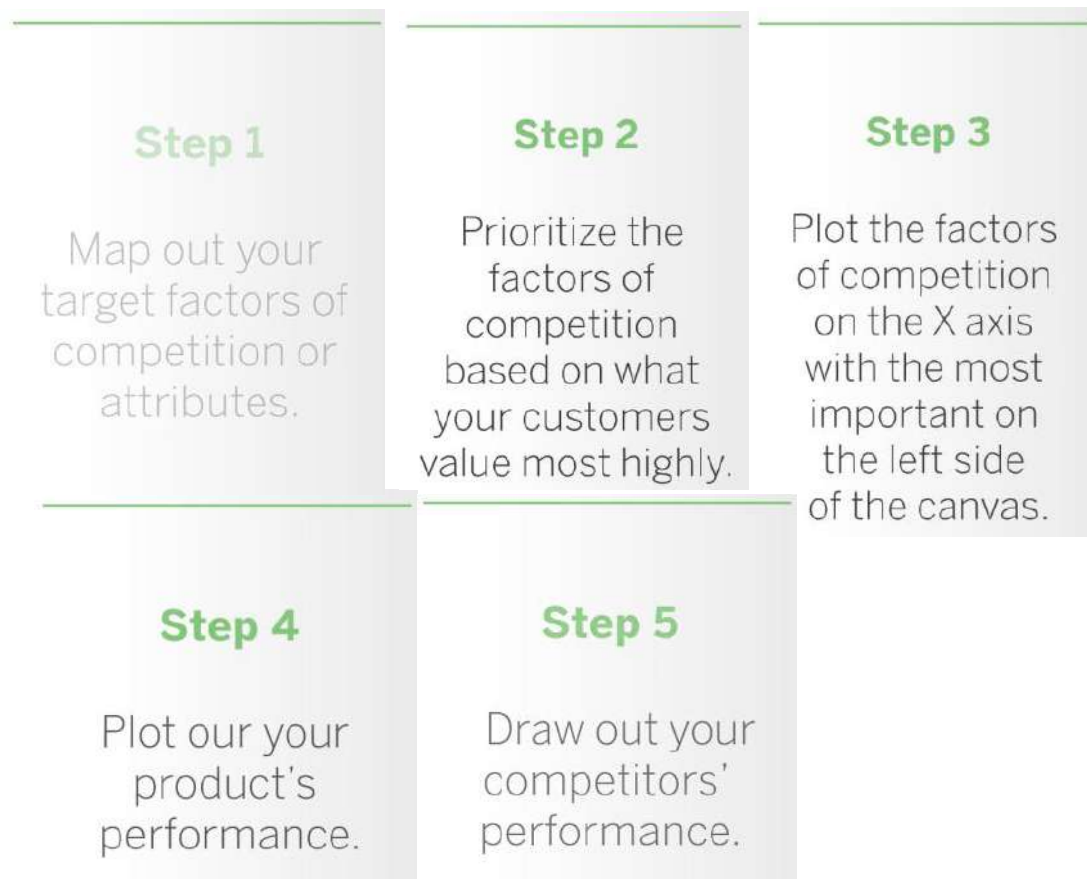 Step 1
Map out your
target factors of
competition or
attributes.
Step 2
Prioritize the
factors of
competition
based on what
your customers
value most highly.
Step 3
Plot the factors
of competition
on the X axis
with the most
important on
the left side
of the canvas.
Step 4
Plot our your
product's
performance.
Step 5
Draw out your
competitors'
performance.